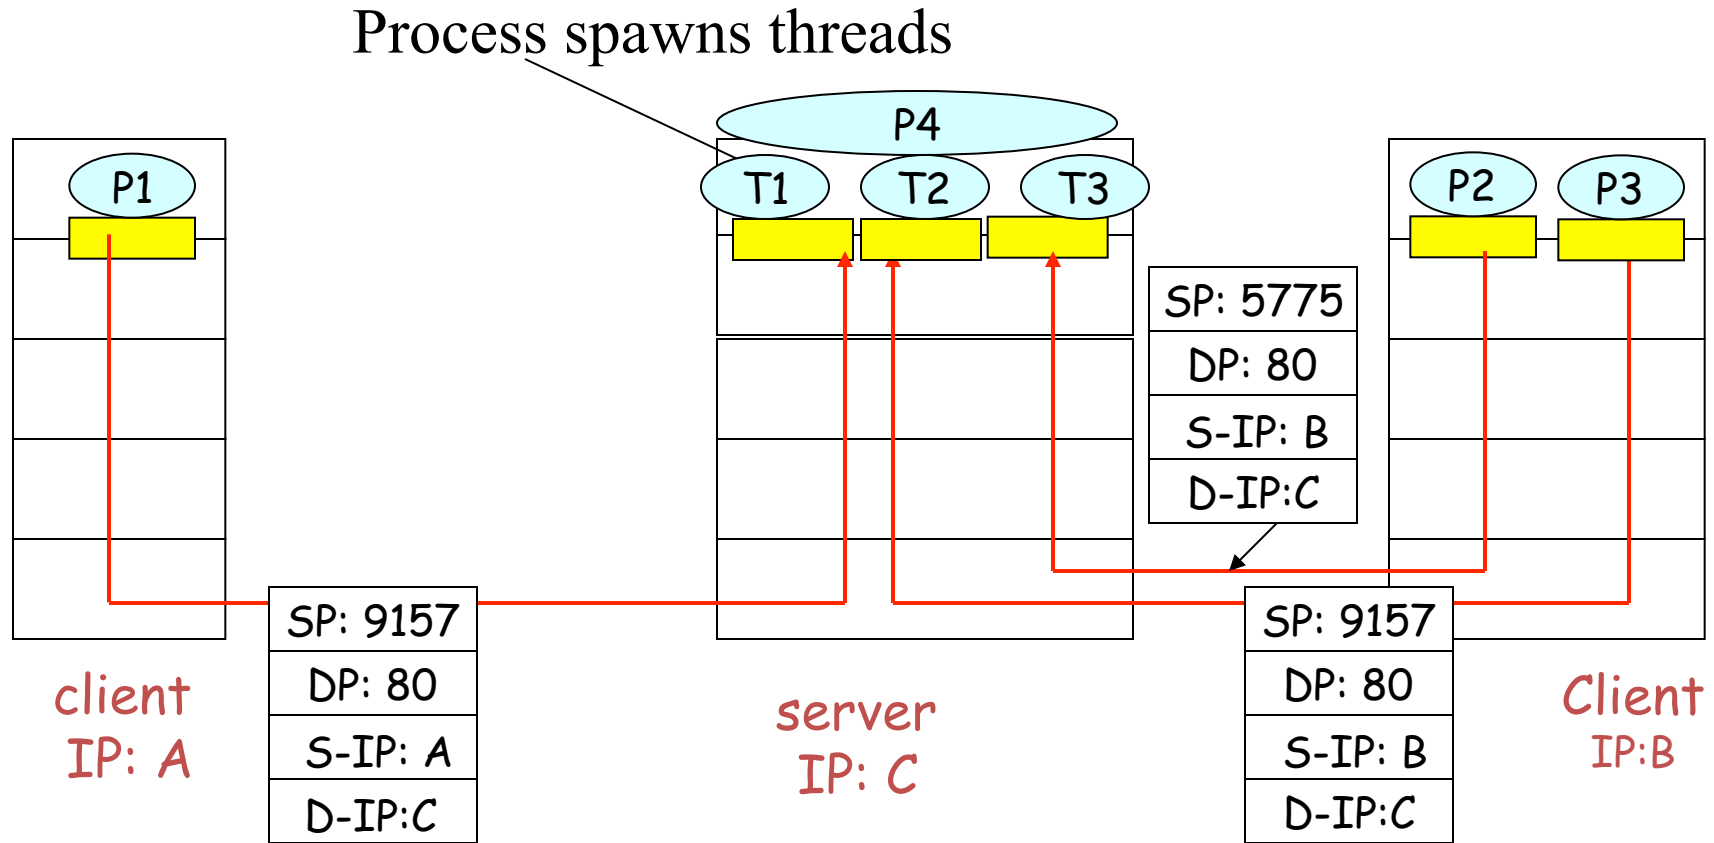 Process spawns threads
P4
P1
T1
T2
T3
P2
P3
SP: 5775
DP: 80
S-IP: B
D-IP:C
SP: 9157
DP: 80
S-IP: A
D-IP:C
SP: 9157
DP: 80
S-IP: B
D-IP:C
client
IP: A
server
IP: C
Client
IP:B